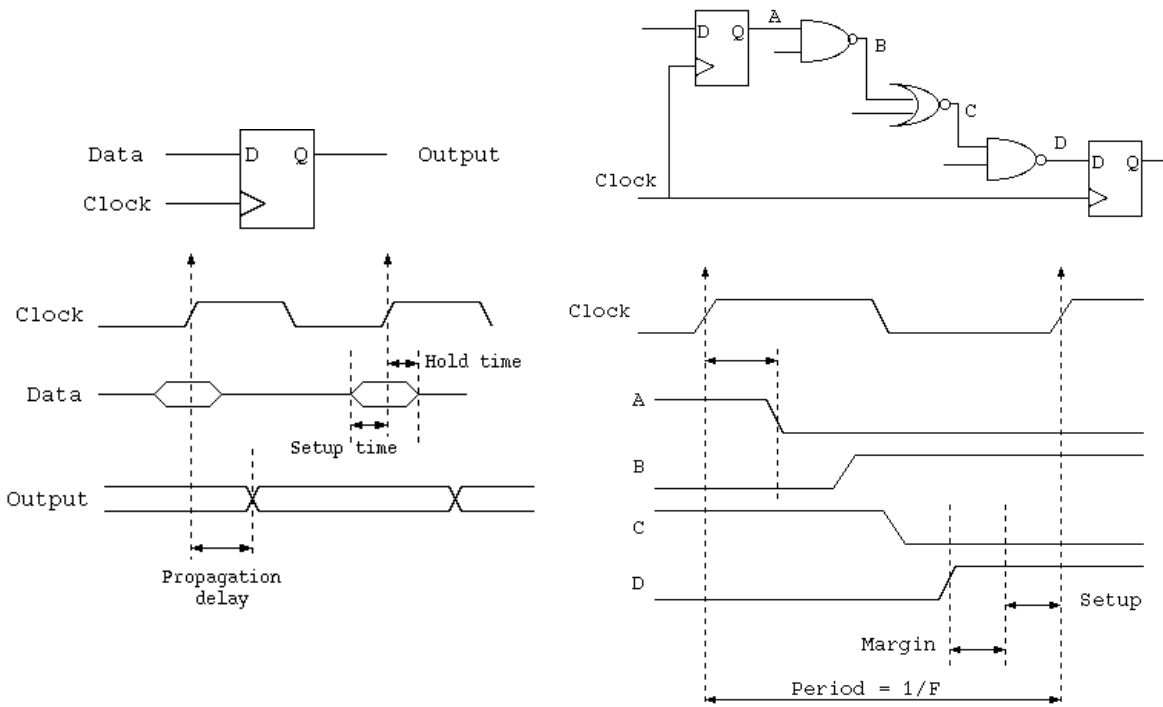 D Q
Data
Output
Clock
Clock
Hold time
Data
Setup time
Output
Propagation
delay
A
D Q
B
C
D
D Q
Clock
Clock
A
B
C
D
Setup
Margin
Period = 1/F